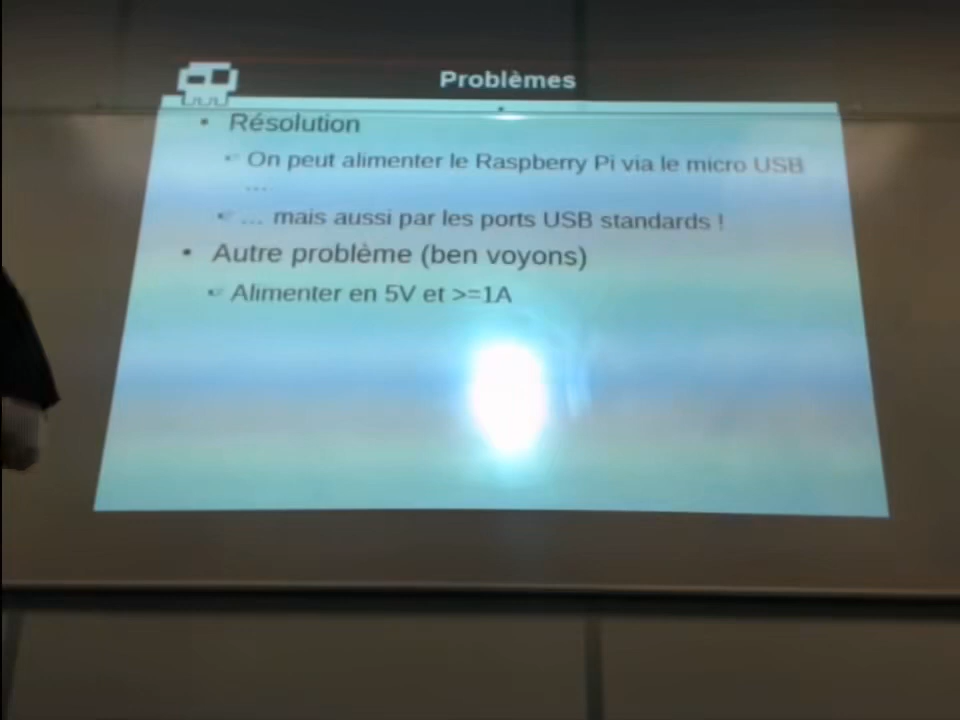 Problèmes
• Résolution
On peut alimenter le Raspberry Pi via le micro USB
...
... mais aussi par les ports USB standards !
• Autre problème (ben voyons)
Alimenter en 5V et >=1A